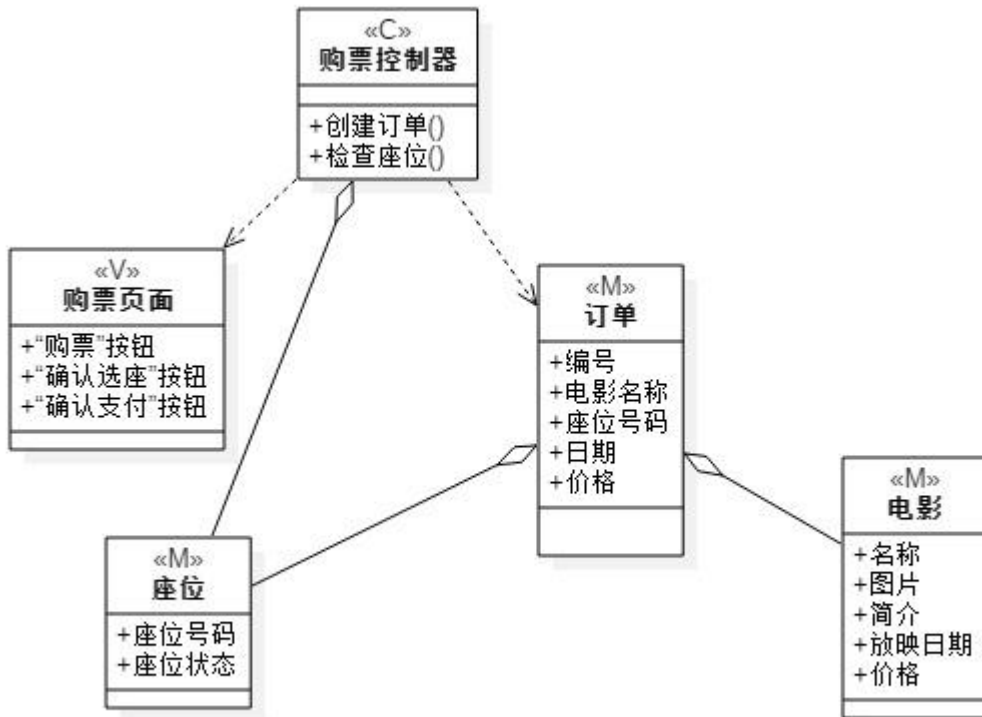 «C»
购票控制器
+创建订单()
+检查座位()
«V»
购票页面
+“购票”按钮
+“确认选座”按钮
+“确认支付”按钮
«M»
订单
+编号
+电影名称
+座位号码
+日期
+价格
«M»
座位
+座位号码
+座位状态
«M»
电影
+名称
+图片
+简介
+放映日期
+价格